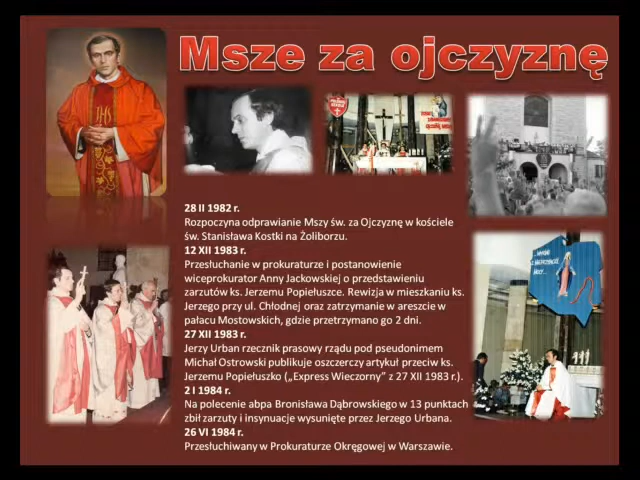 Msze za ojczyznę
28 II 1982 r.
Rozpoczyna odprawianie Mszy św. za Ojczyznę w kościele
św. Stanisława Kostki na Żoliborzu.
12 XII 1983 r.
Przesłuchanie w prokuraturze i postanowienie
wiceprokurator Anny Jackowskiej o przedstawieniu
zarzutów ks. Jerzemu Popiełuszce. Rewizja w mieszkaniu ks.
Jerzego przy ul. Chłodnej oraz zatrzymanie w areszcie w
pałacu Mostowskich, gdzie przetrzymano go 2 dni.
27 XII 1983 r.
Jerzy Urban rzecznik prasowy rządu pod pseudonimem
Michał Ostrowski publikuje oszczerczy artykuł przeciw ks.
Jerzemu Popiełuszko („Express Wieczorny” z 27 XII 1983 r.).
2 I 1984 r.
Na polecenie abpa Bronisława Dąbrowskiego w 13 punktach
zbił zarzuty i insynuacje wysunięte przez Jerzego Urbana.
26 VI 1984 r.
Przesłuchiwany w Prokuraturze Okręgowej w Warszawie.
IHS